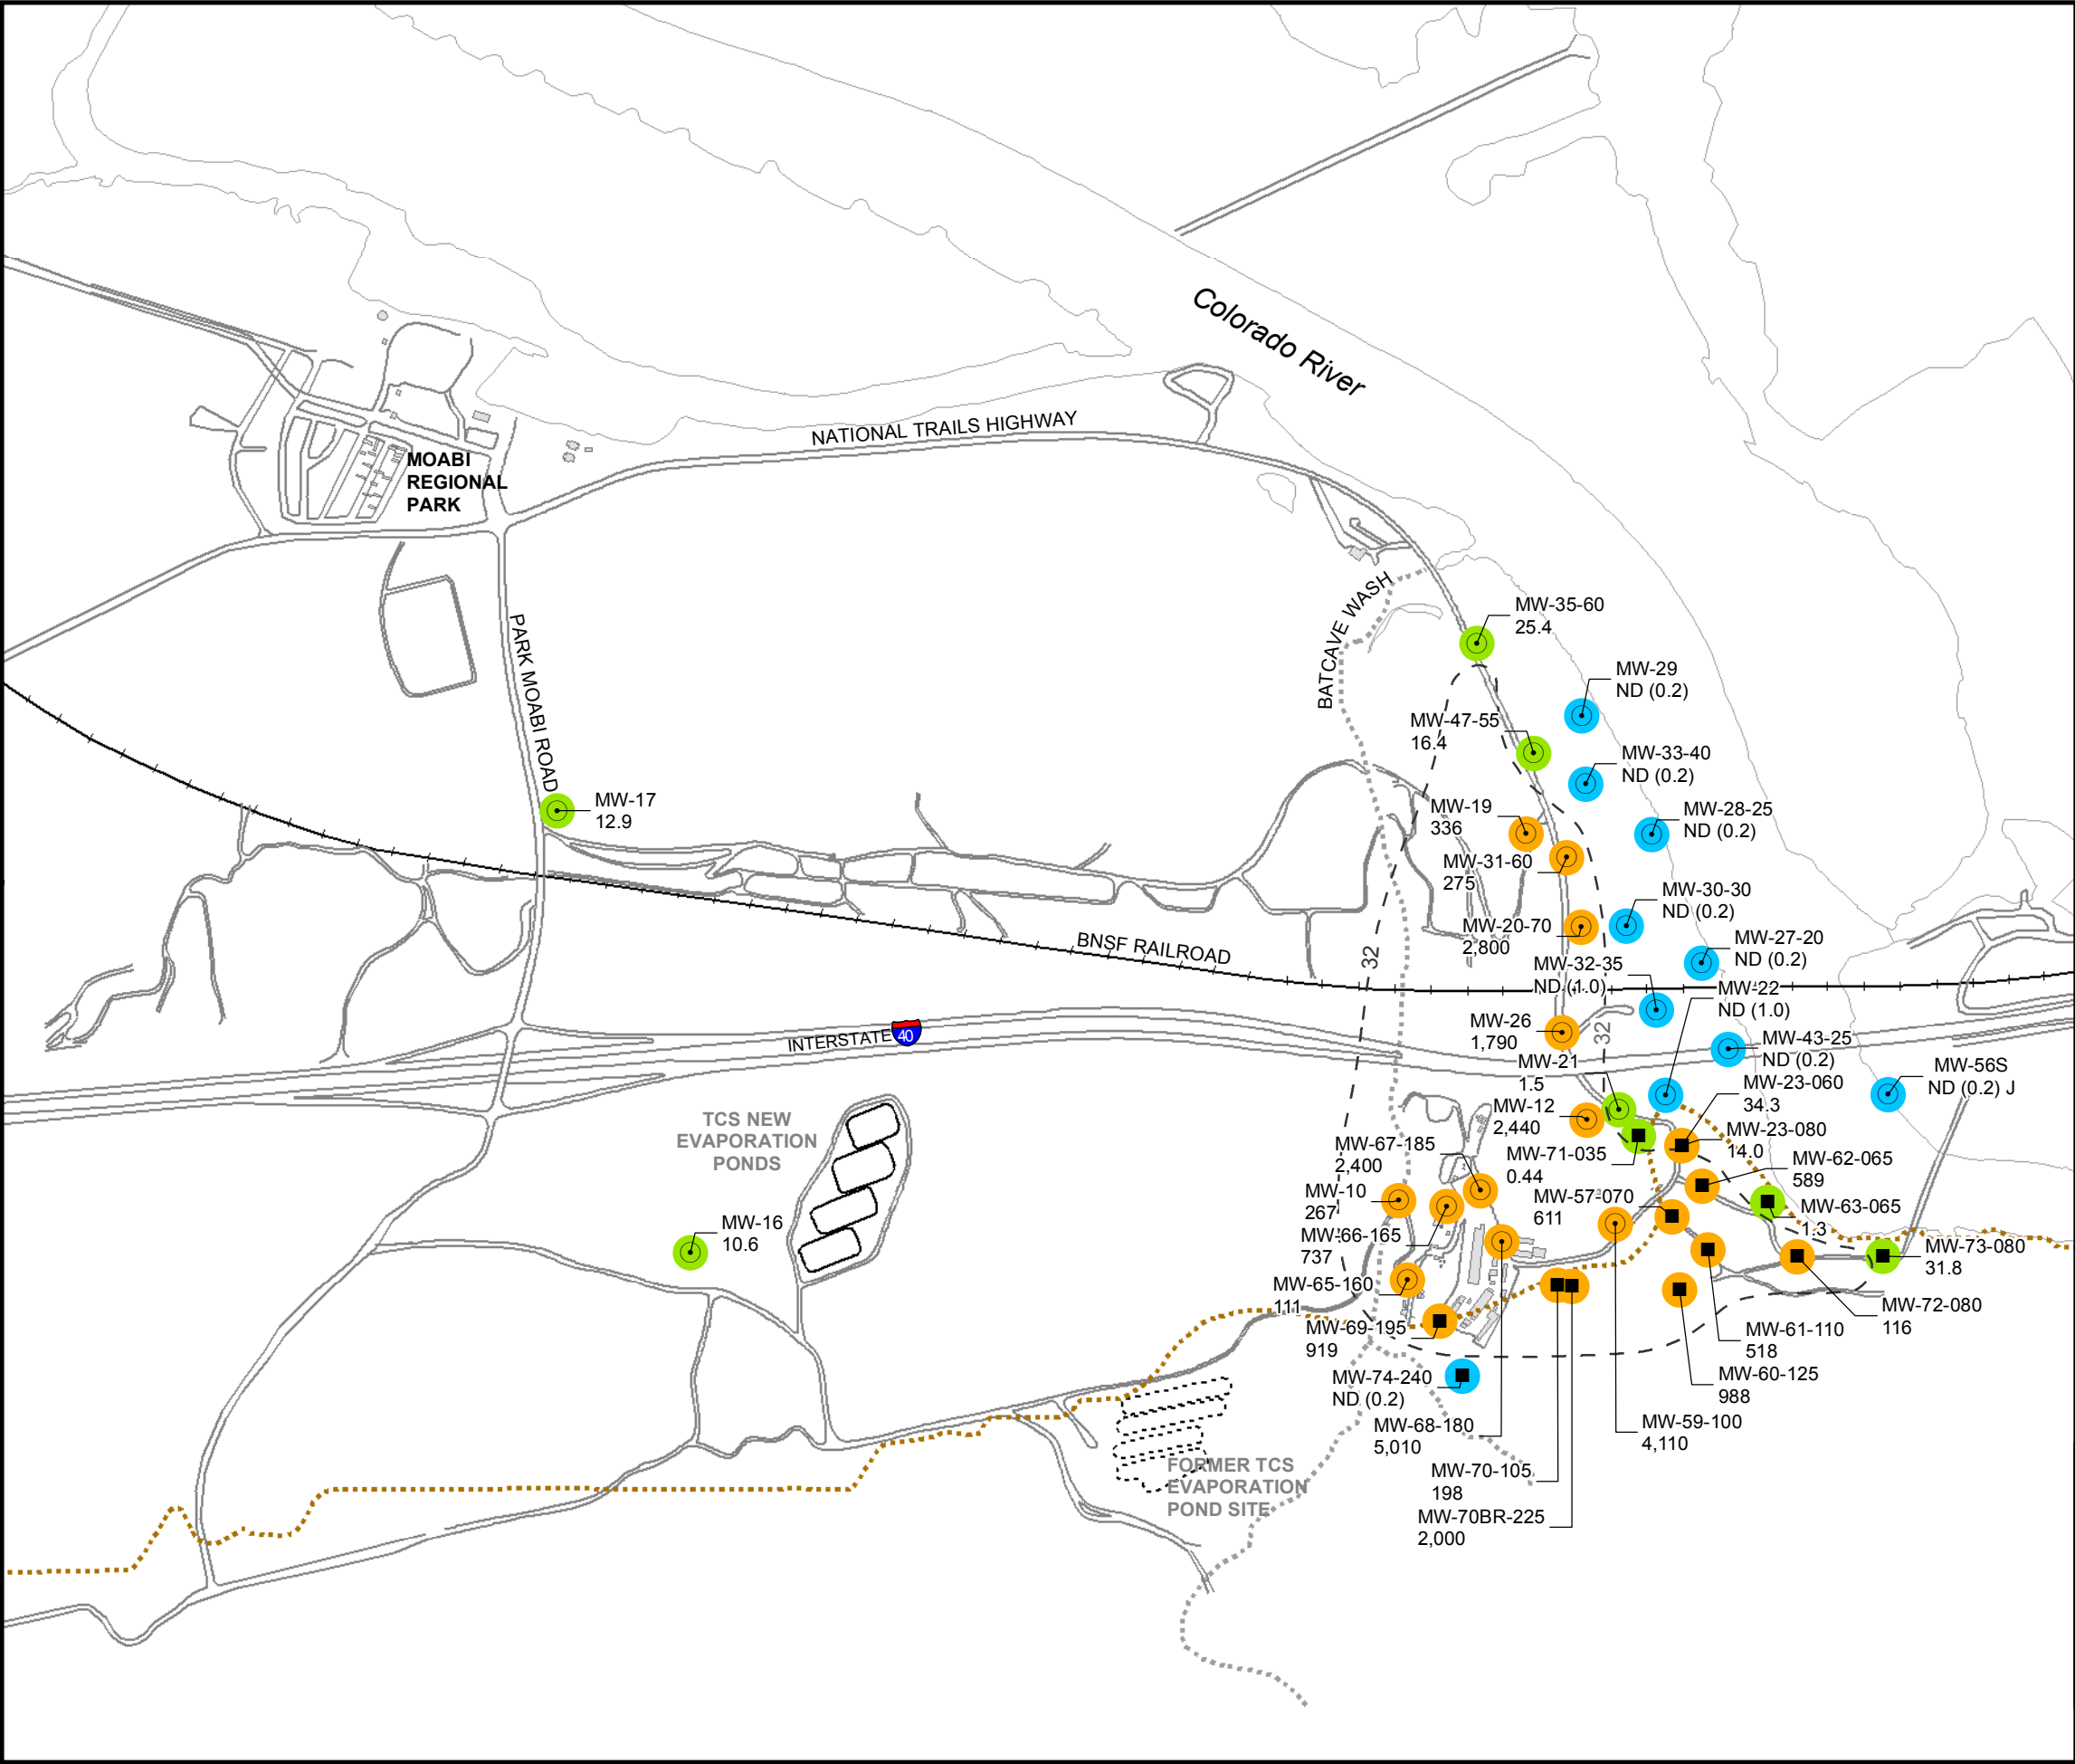 Colorado River
NATIONAL TRAILS HIGHWAY
MOABI
REGIONAL
PARK
BATCAVE WASH
PARK MOABI ROAD
MW-35-60
25.4
MW-29
ND (0.2)
MW-47-55
16.4
MW-33-40
ND (0.2)
MW-17
12.9
MW-19
336
MW-28-25
ND (0.2)
MW-31-60
275
MW-30-30
ND (0.2)
MW-20-70
2,800
MW-27-20
ND (0.2)
32
BNSF RAILROAD
MW-32-35
ND (1.0)
MW-22
ND (1.0)
MW-26
1,790
32
INTERSTATE
40
MW-43-25
ND (0.2)
MW-21
1.5
MW-56S
ND (0.2) J
MW-23-060
34.3
MW-12
2,440
TCS NEW
EVAPORATION
PONDS
MW-23-080
14.0
MW-67-185
2,400
MW-71-035
0.44
MW-62-065
589
MW-10
267
MW-57-070
611
MW-63-065
1.3
MW-16
10.6
MW-66-165
737
MW-73-080
31.8
MW-65-160
111
MW-72-080
116
MW-69-195
919
MW-61-110
518
MW-74-240
ND (0.2)
MW-60-125
988
MW-68-180
5,010
MW-59-100
4,110
FORMER TCS
EVAPORATION
POND SITE
MW-70-105
198
MW-70BR-225
2,000